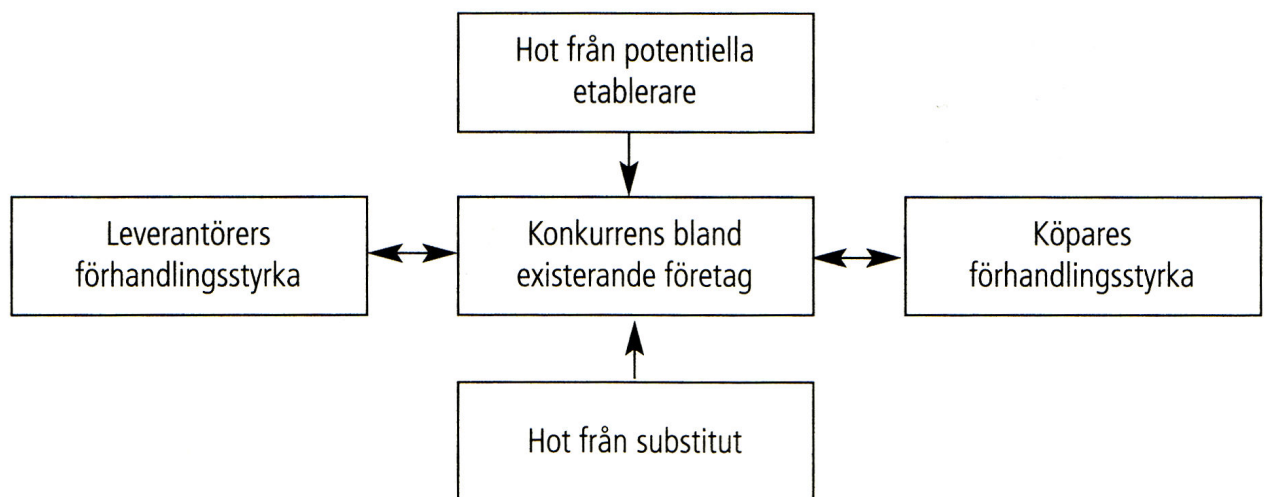 Hot från potentiella
etablerare
Leverantörers
förhandlingsstyrka
Konkurrens bland
existerande företag
Köpares
förhandlingsstyrka
Hot från substitut